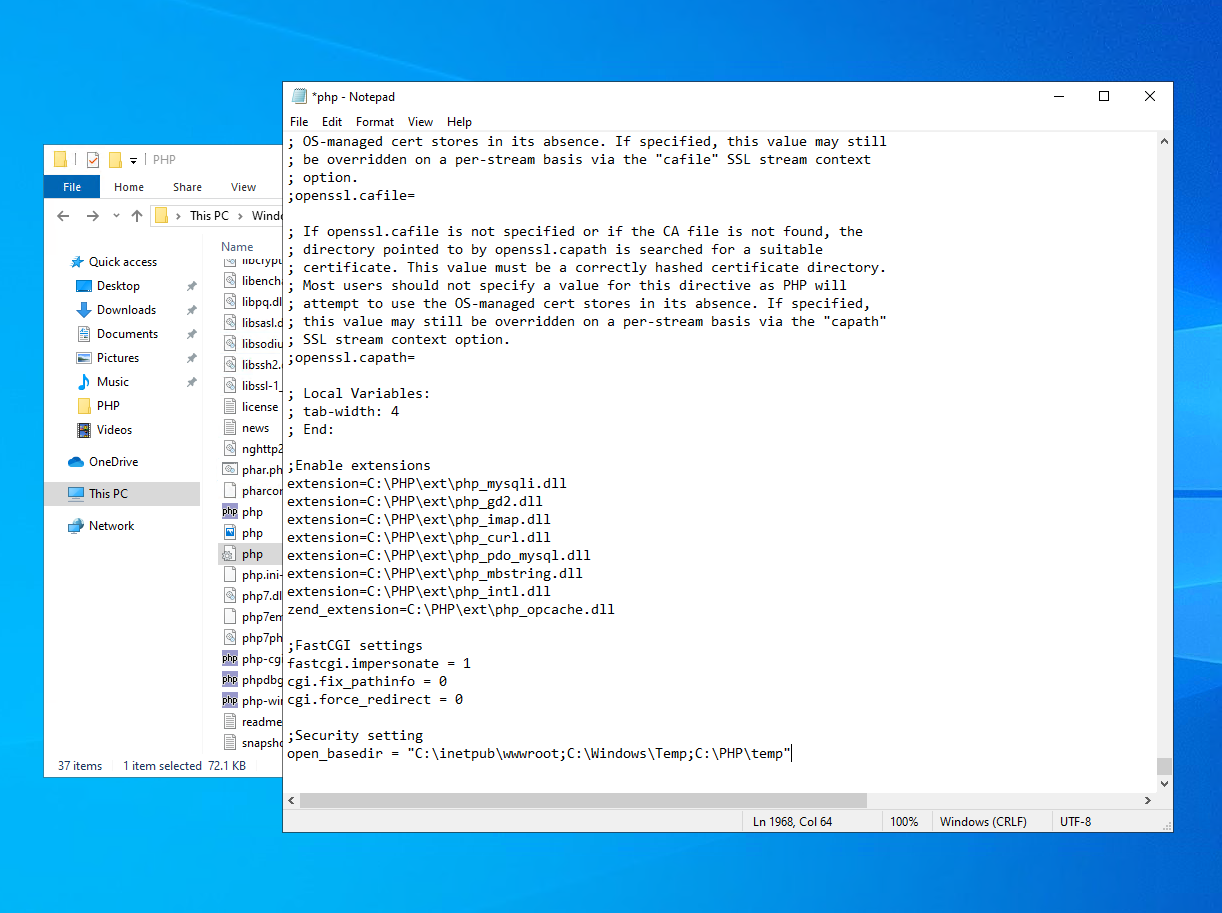 *php - Notepad
File Edit Format View Help
; OS-managed cert stores in its absence. If specified, this value may still
; be overridden on a per-stream basis via the "cafile" SSL stream context
; option.
;openssl.cafile=
; If openssl.cafile is not specified or if the CA file is not found, the
; directory pointed to by openssl.capath is searched for a suitable
; certificate. This value must be a correctly hashed certificate directory.
; Most users should not specify a value for this directive as PHP will
; attempt to use the OS-managed cert stores in its absence. If specified,
; this value may still be overridden on a per-stream basis via the "capath"
; SSL stream context option.
;openssl.capath=
; Local Variables:
; tab-width: 4
; End:
;Enable extensions
extension=C:\PHP\ext\php_mysqli.dll
extension=C:\PHP\ext\php_gd2.dll
extension=C:\PHP\ext\php_imap.dll
extension=C:\PHP\ext\php_curl.dll
extension=C:\PHP\ext\php_pdo_mysql.dll
extension=C:\PHP\ext\php_mbstring.dll
extension=C:\PHP\ext\php_intl.dll
zend_extension=C:\PHP\ext\php_opcache.dll
;FastCGI settings
fastcgi.impersonate = 1
cgi.fix_pathinfo = 0
cgi.force_redirect = 0
;Security setting
open_basedir = "C:\inetpub\wwwroot;C:\Windows\Temp;C:\PHP\temp"
Ln 1968, Col 64 100% Windows (CRLF) UTF-8
PHP
File Home Share View
This PC Windo
Quick access
Desktop
Downloads
Documents
Pictures
Music
PHP
Videos
OneDrive
This PC
Network
Name
libcrypt
libencha
libpq.dl
libsasl.d
libsodiu
libssh2.
libssl-1_
license
news
nghttp2
phar.ph
pharcor
php
php
php
php.ini-
php7.dl
php7em
php7ph
php-cgi
phpdbg
php-wi
readme
snapsho
37 items 1 item selected 72.1 KB